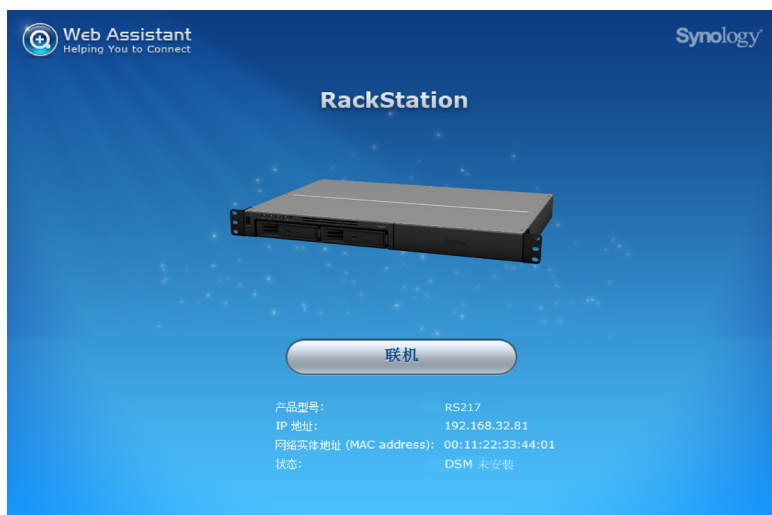 Web Assistant
Helping You to Connect
Synology
RackStation
Synology
联机
产品型号: RS217
IP 地址: 192.168.32.81
网络实体地址 (MAC address): 00:11:22:33:44:01
状态: DSM 未安装